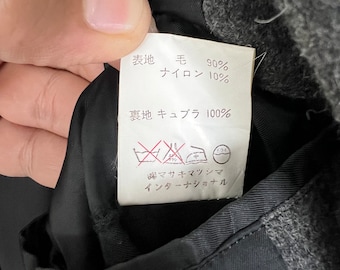 表地 毛 90%
ナイロン 10%
裏地 キュプラ 100%
㈱マサキマツシマ
インターナショナル